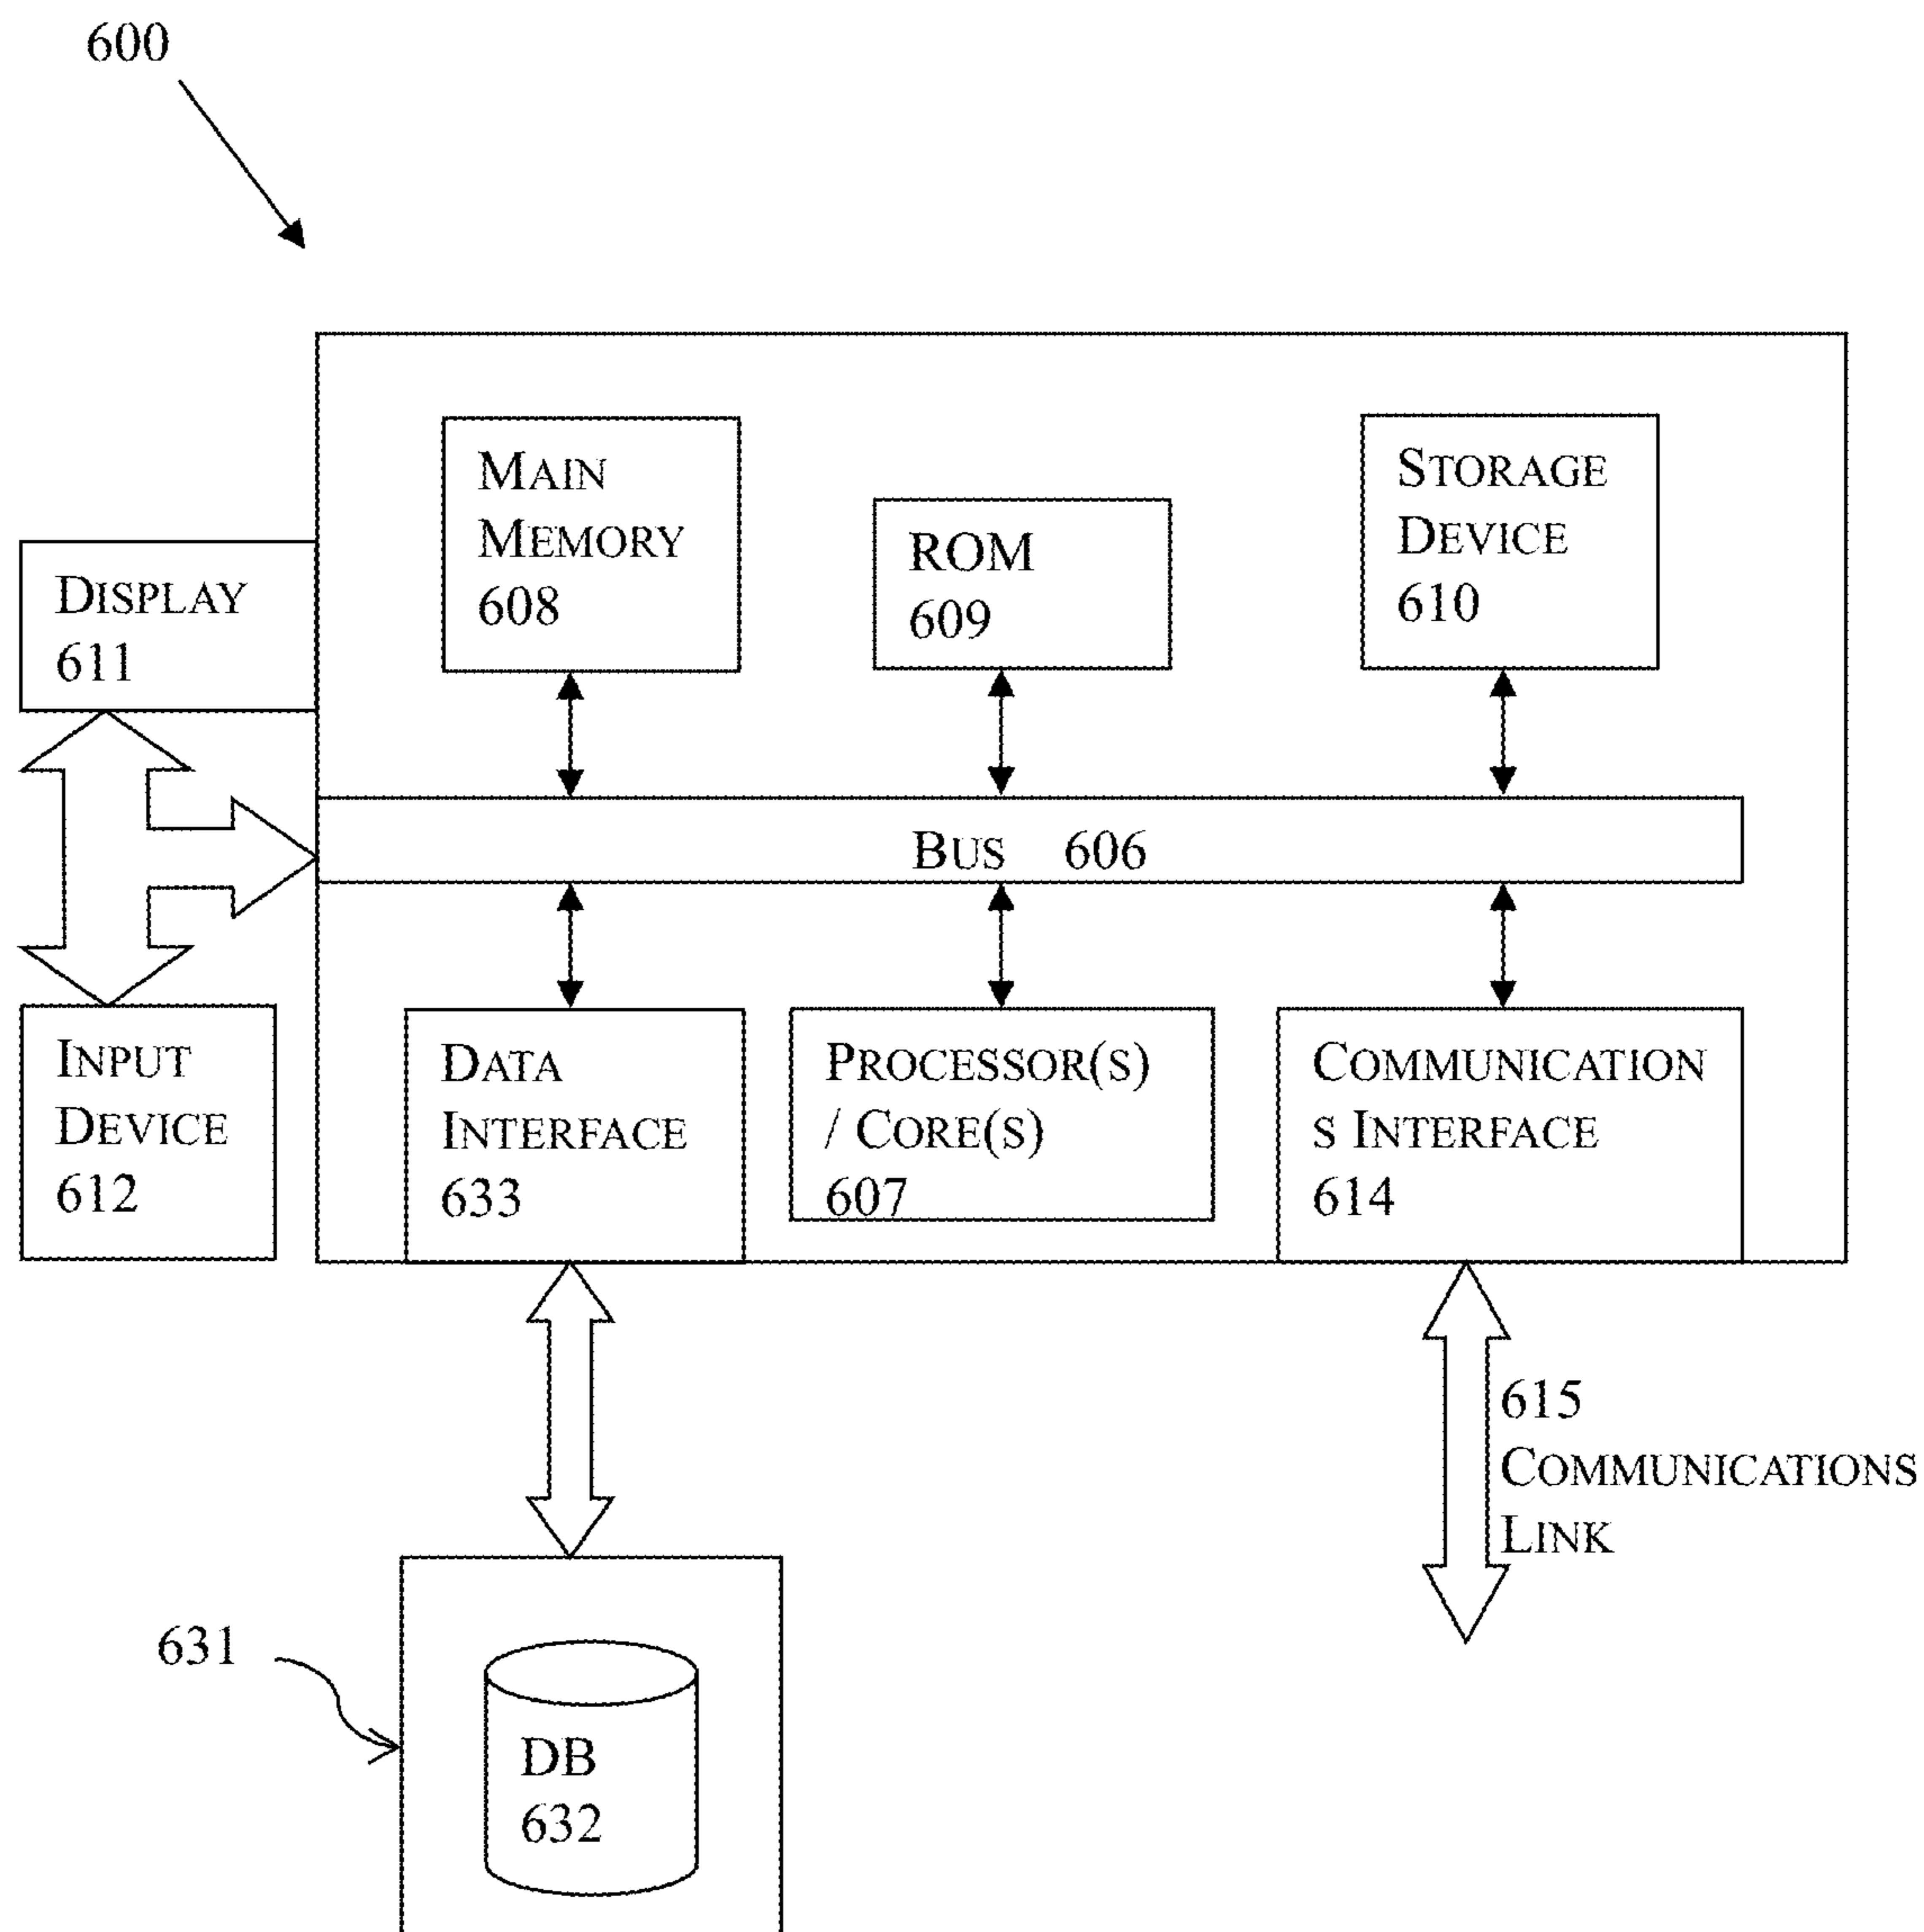 600
MAIN
MEMORY
608
ROM
609
STORAGE
DEVICE
610
DISPLAY
611
BUS 606
INPUT
DEVICE
612
DATA
INTERFACE
633
PROCESSOR(S)
/ CORE(S)
607
COMMUNICATION
S INTERFACE
614
615
COMMUNICATIONS
LINK
631
DB
632